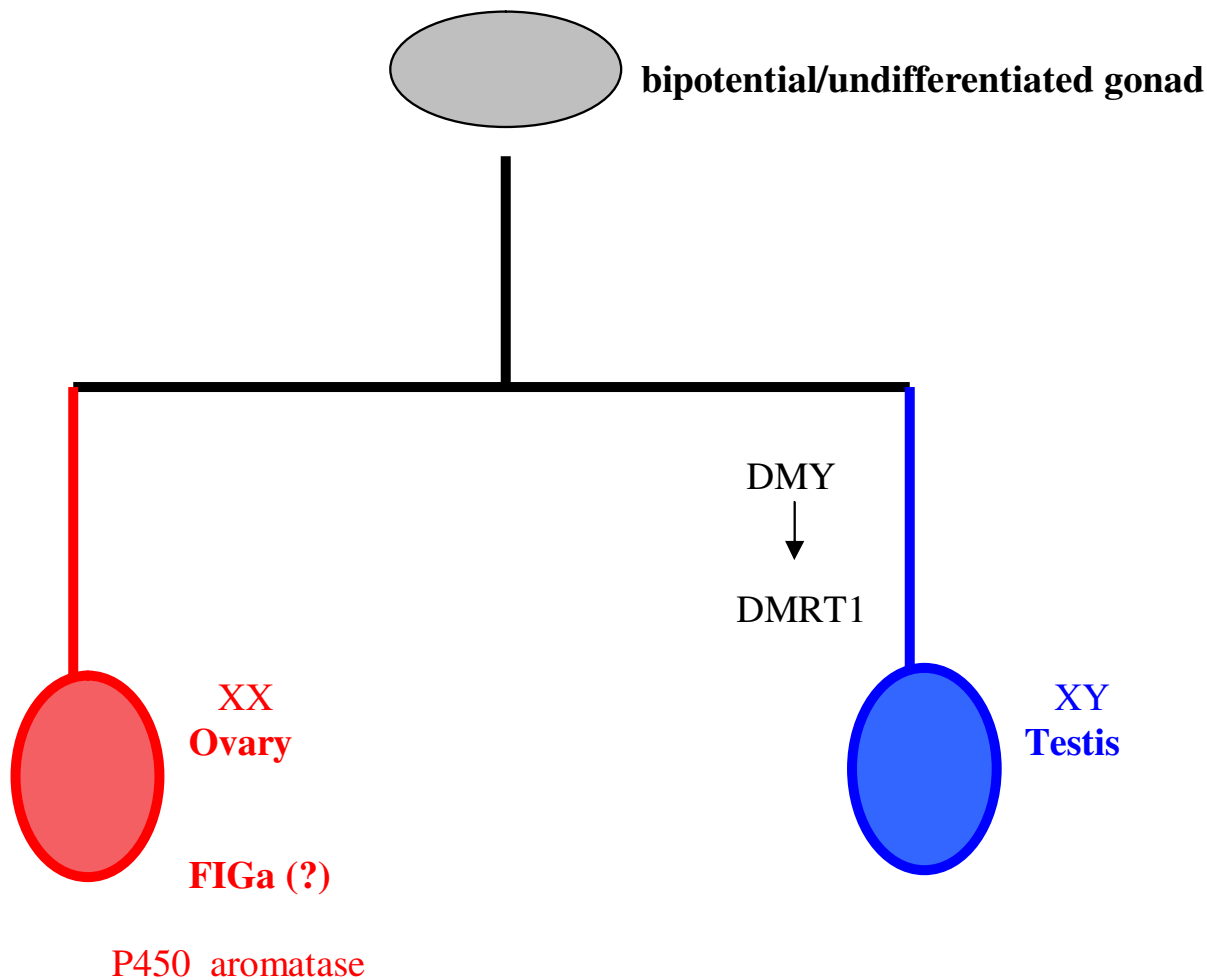 bipotential/undifferentiated gonad
DMY
DMRT1
XX
Ovary
XY
Testis
FIGa (?)
P450 aromatase